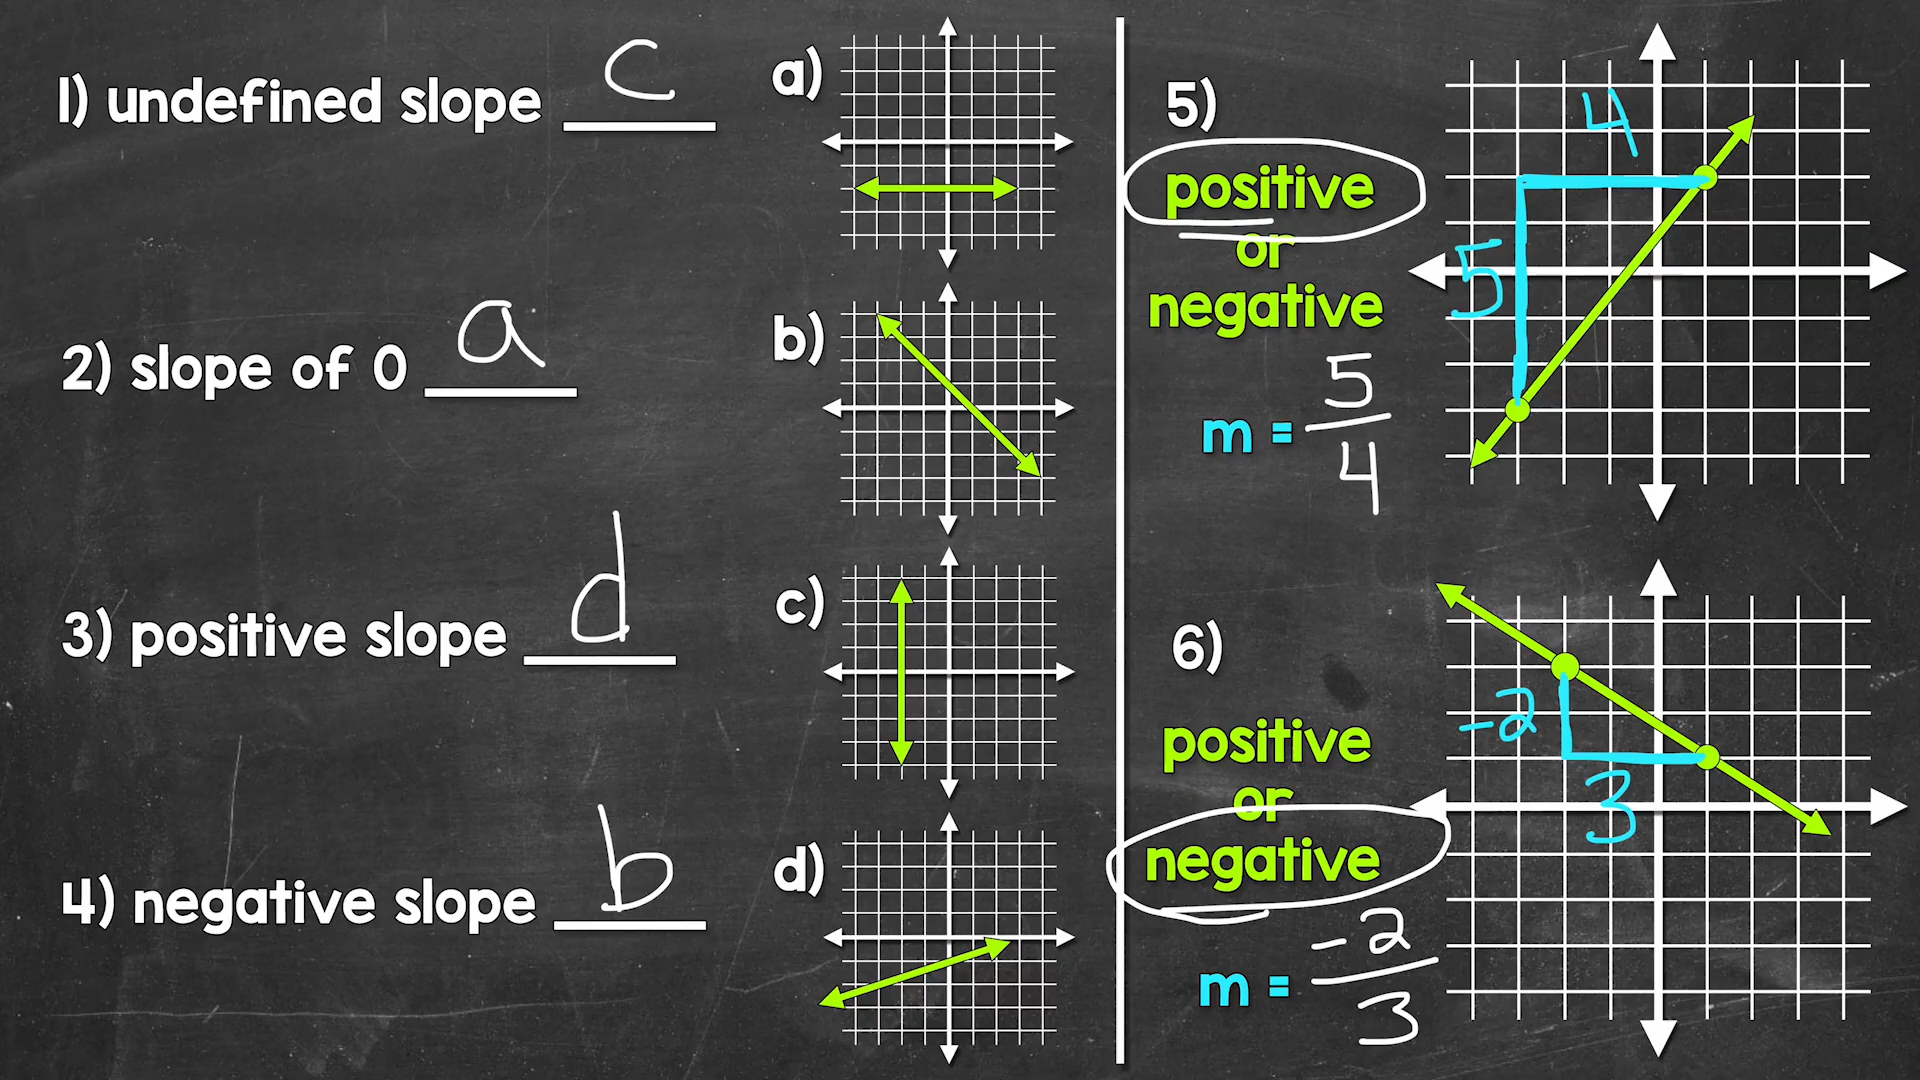 1) undefined slope c
2) slope of 0 a
3) positive slope d
4) negative slope b
a)
b)
c)
d)
5)
positive
or
negative
m = 5/4
4
5
6)
positive
or
negative
m = -2/3
-2
3